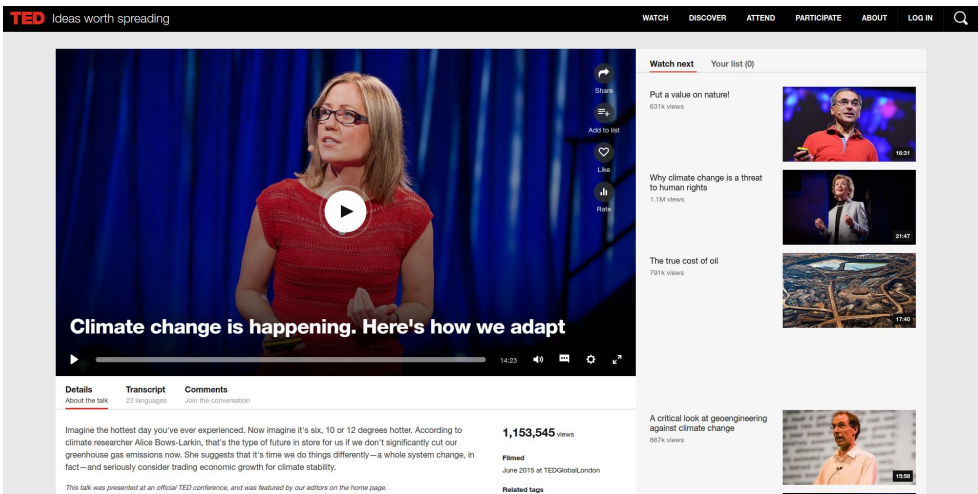 TED Ideas worth spreading
WATCH DISCOVER ATTEND PARTICIPATE ABOUT LOG IN
Share
Add to list
Like
Rate
Climate change is happening. Here's how we adapt
14:23
Details
About the talk
Transcript
22 languages
Comments
Join the conversation
Imagine the hottest day you've ever experienced. Now imagine it's six, 10 or 12 degrees hotter. According to
climate researcher Alice Bows-Larkin, that's the type of future in store for us if we don't significantly cut our
greenhouse gas emissions now. She suggests that it's time we do things differently—a whole system change, in
fact—and seriously consider trading economic growth for climate stability.
This talk was presented at an official TED conference, and was featured by our editors on the home page.
1,153,545 views
Filmed
June 2015 at TEDGlobalLondon
Related tags
Watch next Your list (0)
Put a value on nature!
631k views
16:31
Why climate change is a threat
to human rights
1.1M views
21:47
The true cost of oil
791k views
17:40
A critical look at geoengineering
against climate change
867k views
15:58